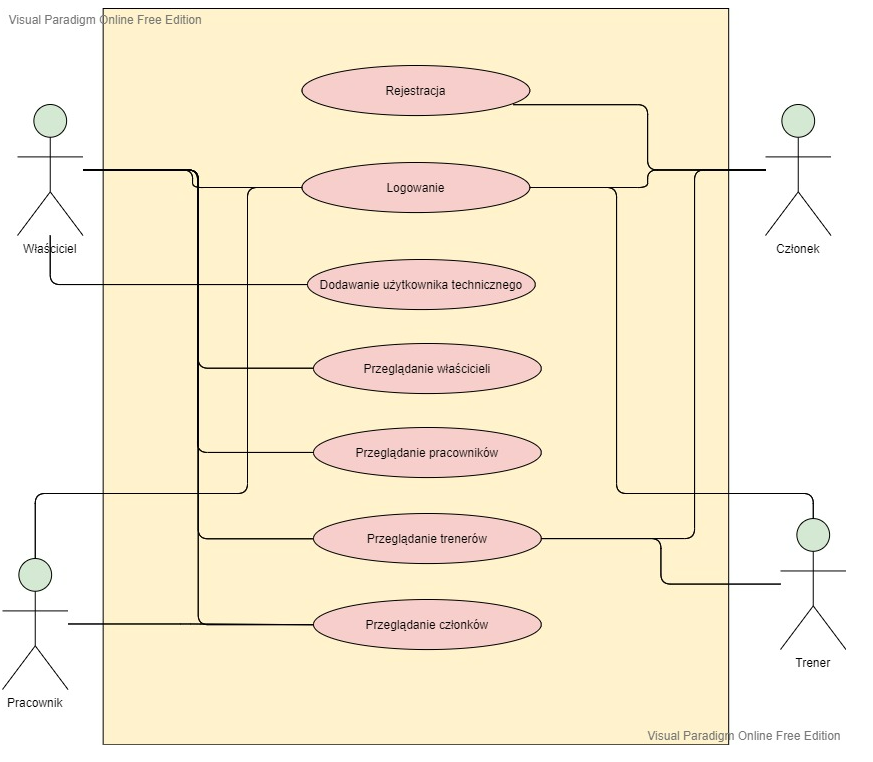 Visual Paradigm Online Free Edition
Rejestracja
Logowanie
Właściciel
Członek
Dodawanie użytkownika technicznego
Przeglądanie właścicieli
Przeglądanie pracowników
Przeglądanie trenerów
Przeglądanie członków
Trener
Pracownik
Visual Paradigm Online Free Edition